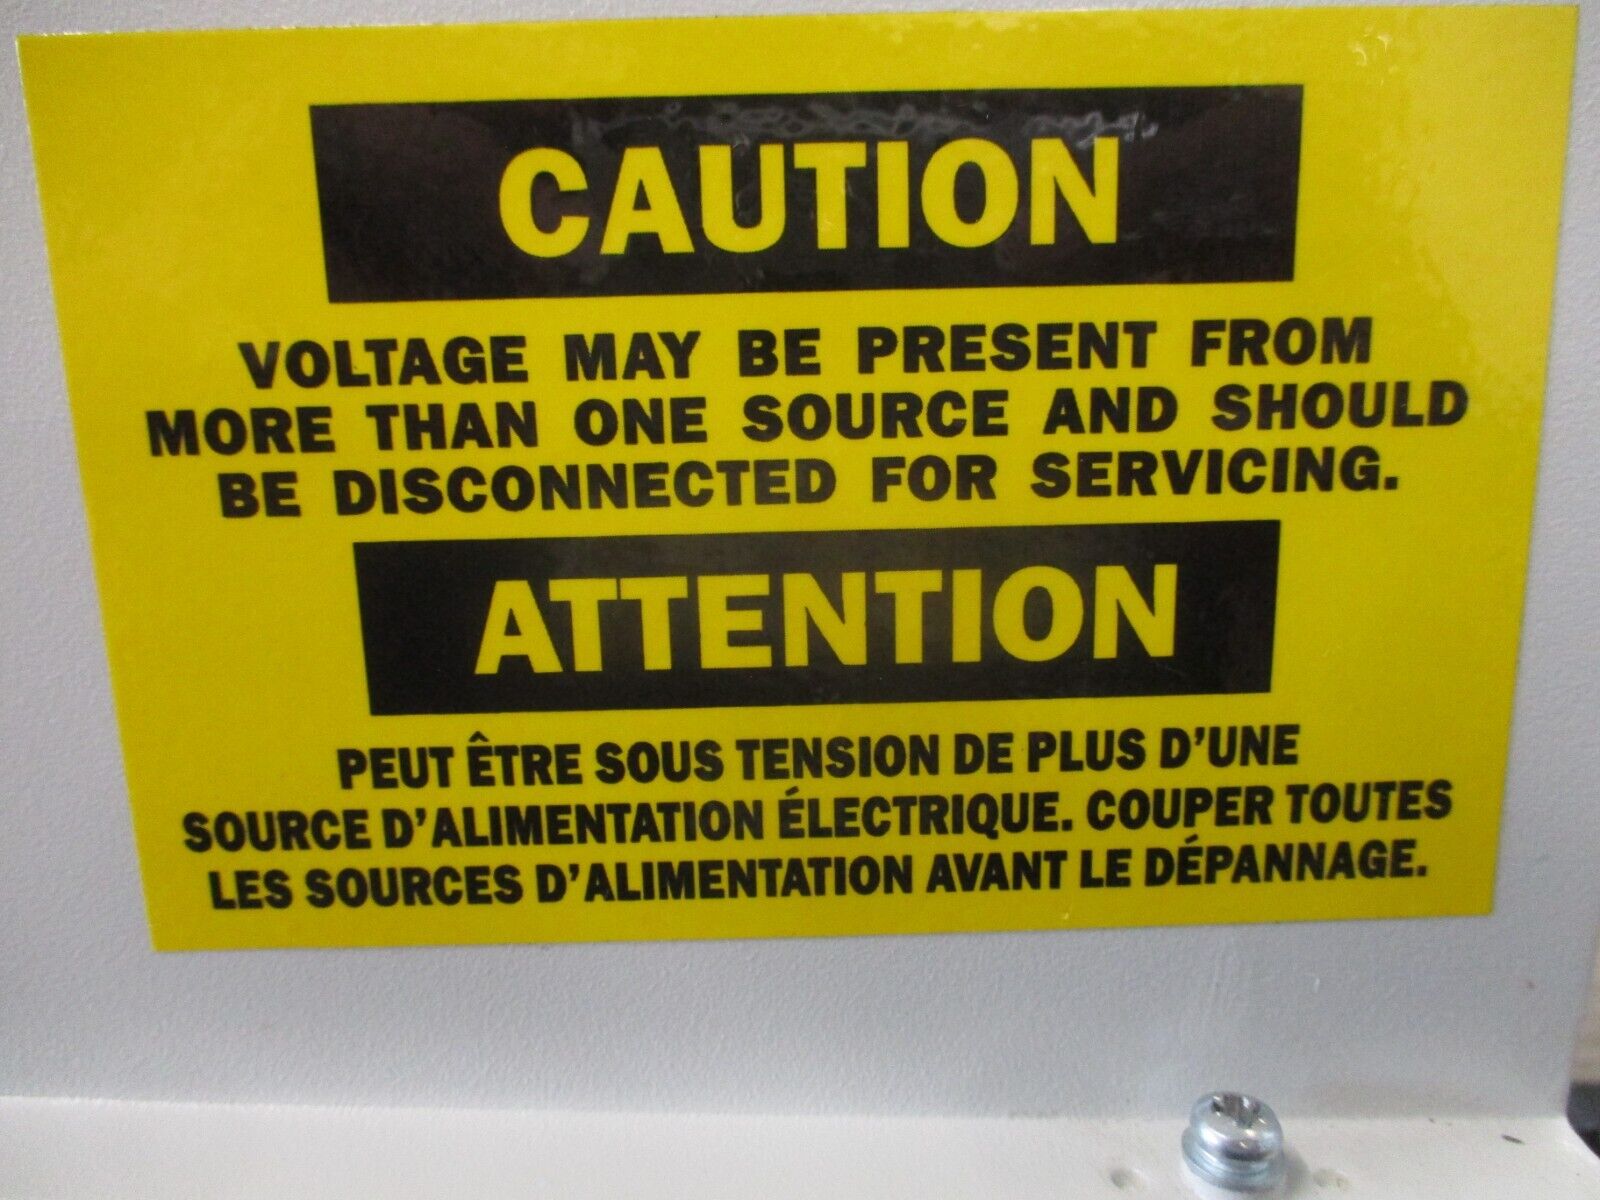 CAUTION
VOLTAGE MAY BE PRESENT FROM
MORE THAN ONE SOURCE AND SHOULD
BE DISCONNECTED FOR SERVICING.
ATTENTION
PEUT ÊTRE SOUS TENSION DE PLUS D'UNE
SOURCE D'ALIMENTATION ÉLECTRIQUE. COUPER TOUTES
LES SOURCES D'ALIMENTATION AVANT LE DÉPANNAGE.